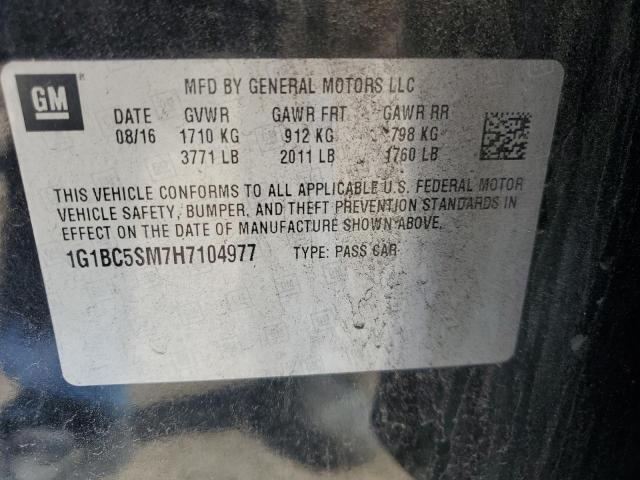 GM
MFD BY GENERAL MOTORS LLC
DATE GVWR GAWR FRT GAWR RR
08/16 1710 KG 912 KG 798 KG
3771 LB 2011 LB 1760 LB
THIS VEHICLE CONFORMS TO ALL APPLICABLE U.S. FEDERAL MOTOR
VEHICLE SAFETY, BUMPER, AND THEFT PREVENTION STANDARDS IN
EFFECT ON THE DATE OF MANUFACTURE SHOWN ABOVE.
1G1BC5SM7H7104977 TYPE: PASS CAR